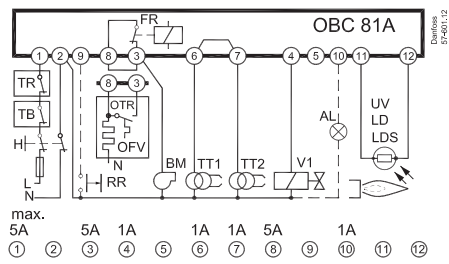 FR
OBC 81A
Danfoss
57-601.12
1 2 9 8 3 6 7 4 5 10 11 12
TR
8 3
TB
OTR
UV
AL
LD
H
OFV
LDS
BM TT1 TT2 V1
N
L
RR
N
max.
5A 5A 1A 1A 1A 5A 1A
1 2 3 4 5 6 7 8 9 10 11 12